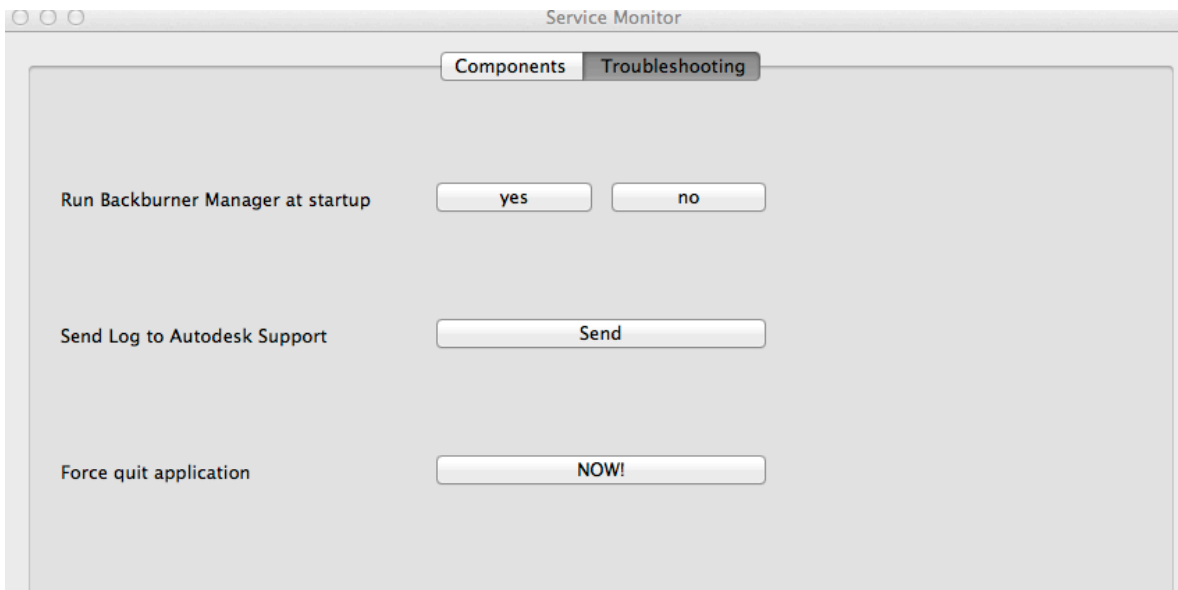 Service Monitor
Components Troubleshooting
Run Backburner Manager at startup yes no
Send Log to Autodesk Support Send
Force quit application NOW!